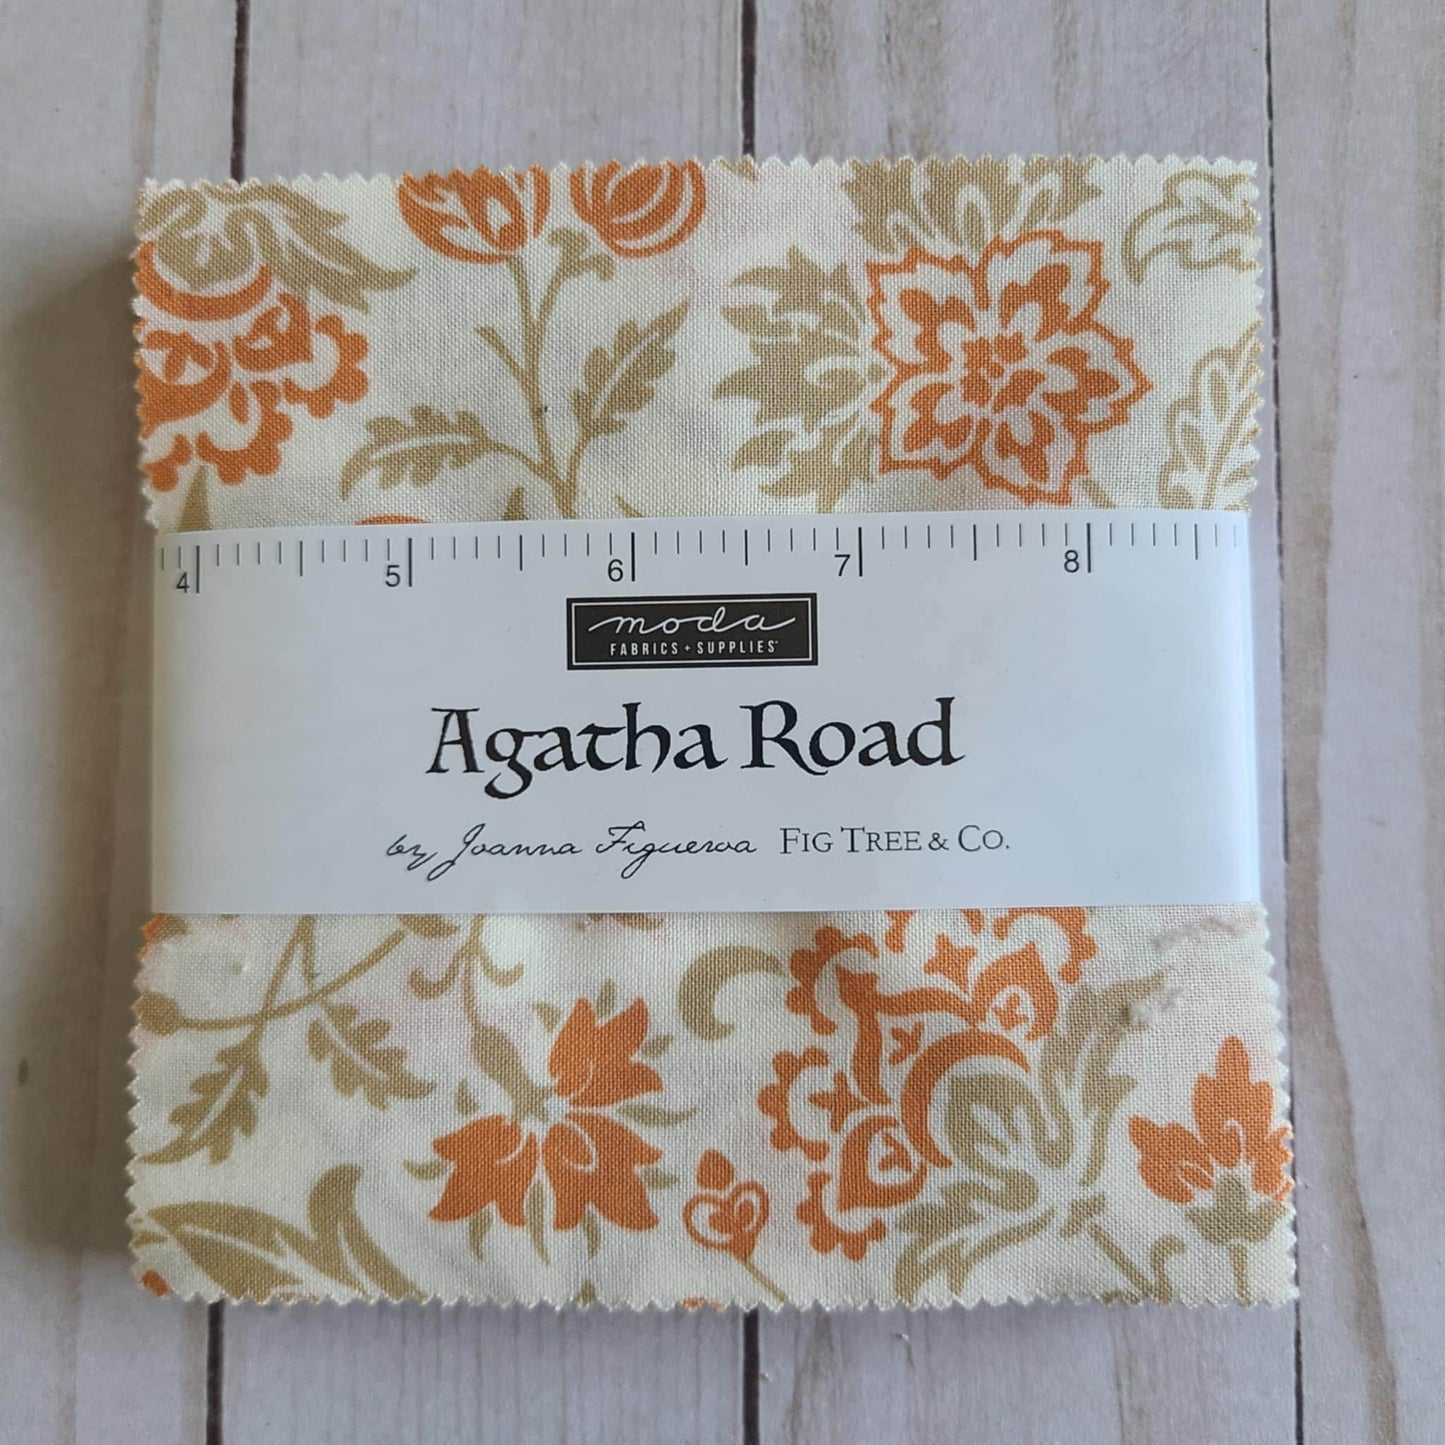 4 5 6 7 8
moda
FABRICS + SUPPLIES®
Agatha Road
by Joanna Figueroa FIG TREE & CO.